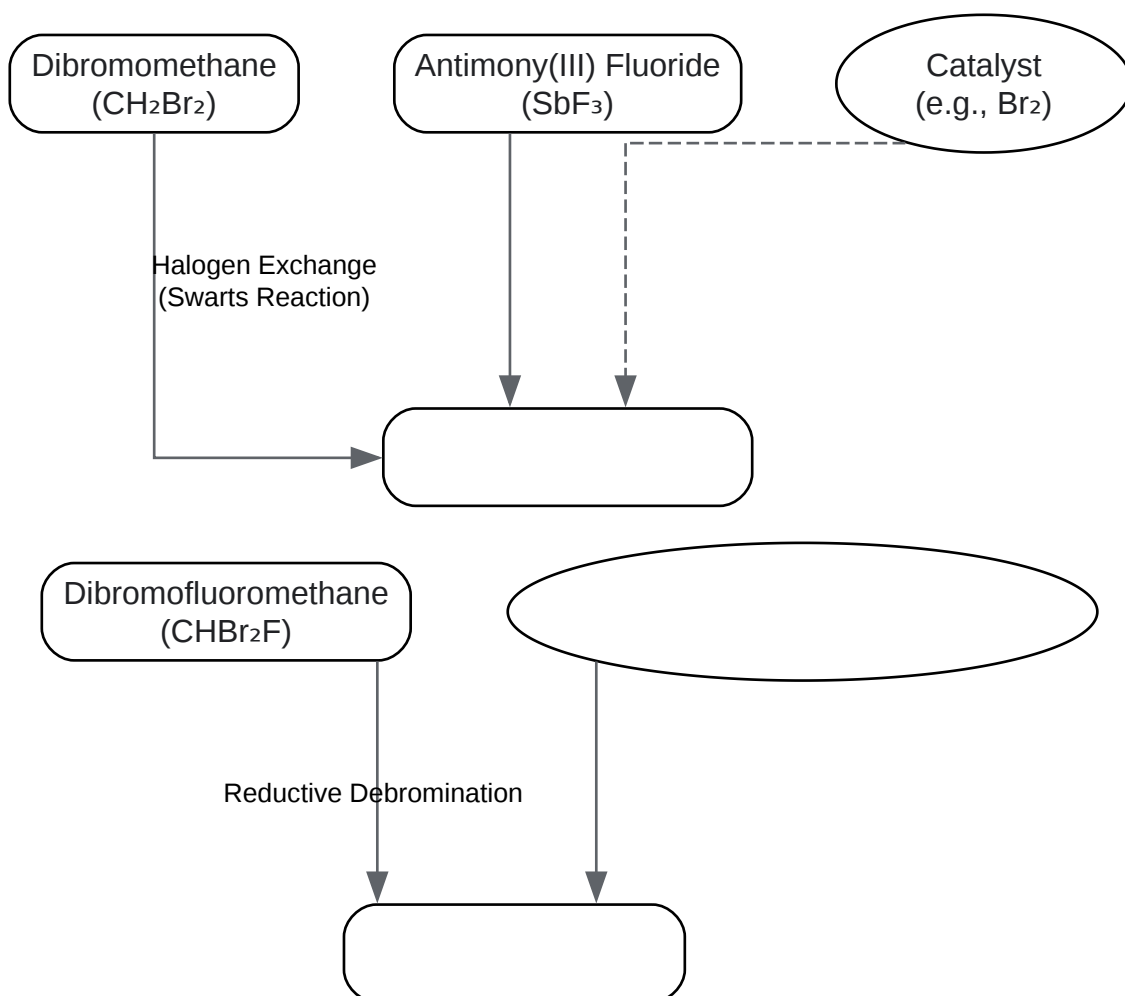 Dibromomethane
(CH₂Br₂)
Antimony(III) Fluoride
(SbF₃)
Catalyst
(e.g., Br₂)
Halogen Exchange
(Swarts Reaction)
Dibromofluoromethane
(CHBr₂F)
Reductive Debromination